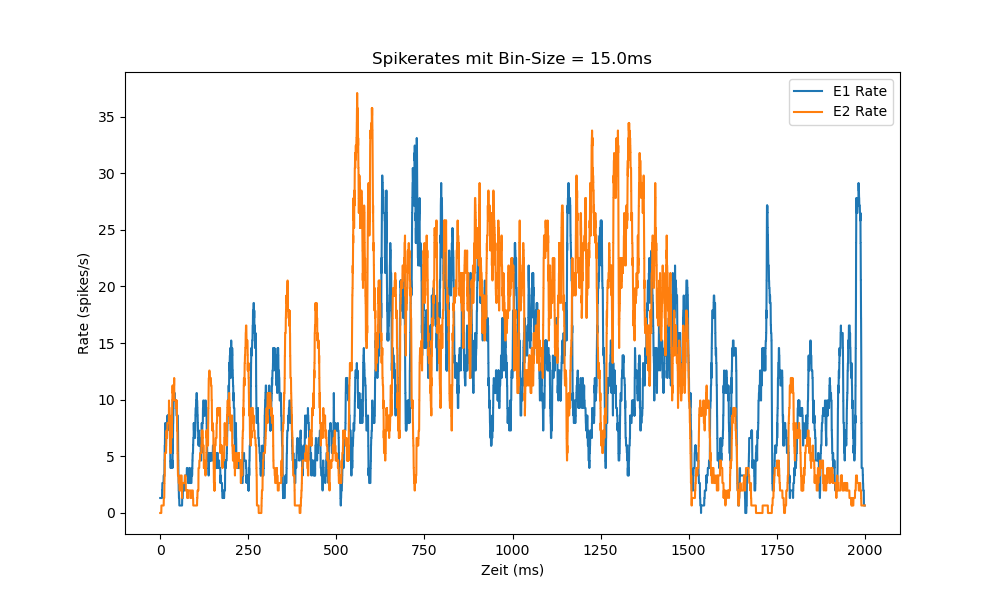 Spikerates mit Bin-Size = 15.0ms
E1 Rate
E2 Rate
Rate (spikes/s)
35
30
25
20
15
10
5
0
0 250 500 750 1000 1250 1500 1750 2000
Zeit (ms)